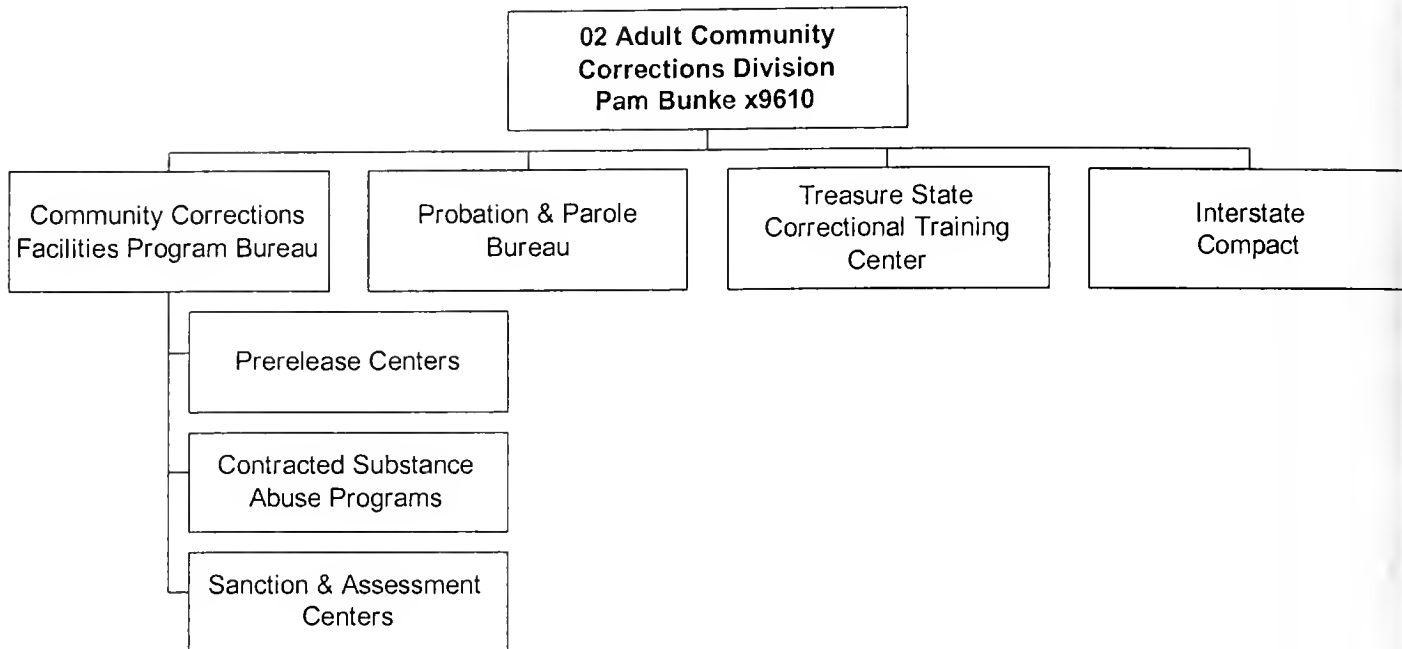 02 Adult Community
Corrections Division
Pam Bunke x9610
Community Corrections
Facilities Program Bureau
Probation & Parole
Bureau
Treasure State
Correctional Training
Center
Interstate
Compact
Prerelease Centers
Contracted Substance
Abuse Programs
Sanction & Assessment
Centers